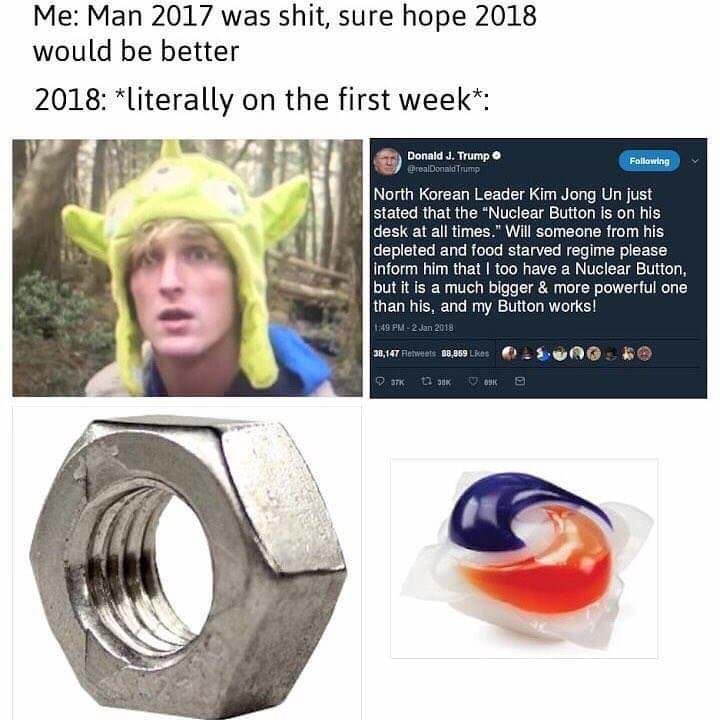 Me: Man 2017 was shit, sure hope 2018
would be better
2018: *literally on the first week*:
Donald J. Trump
@realDonaldTrump
Following
North Korean Leader Kim Jong Un just
stated that the “Nuclear Button is on his
desk at all times.” Will someone from his
depleted and food starved regime please
inform him that I too have a Nuclear Button,
but it is a much bigger & more powerful one
than his, and my Button works!
1:49 PM - 2 Jan 2018
38,147 Retweets 88,869 Likes
37K 38K 89K